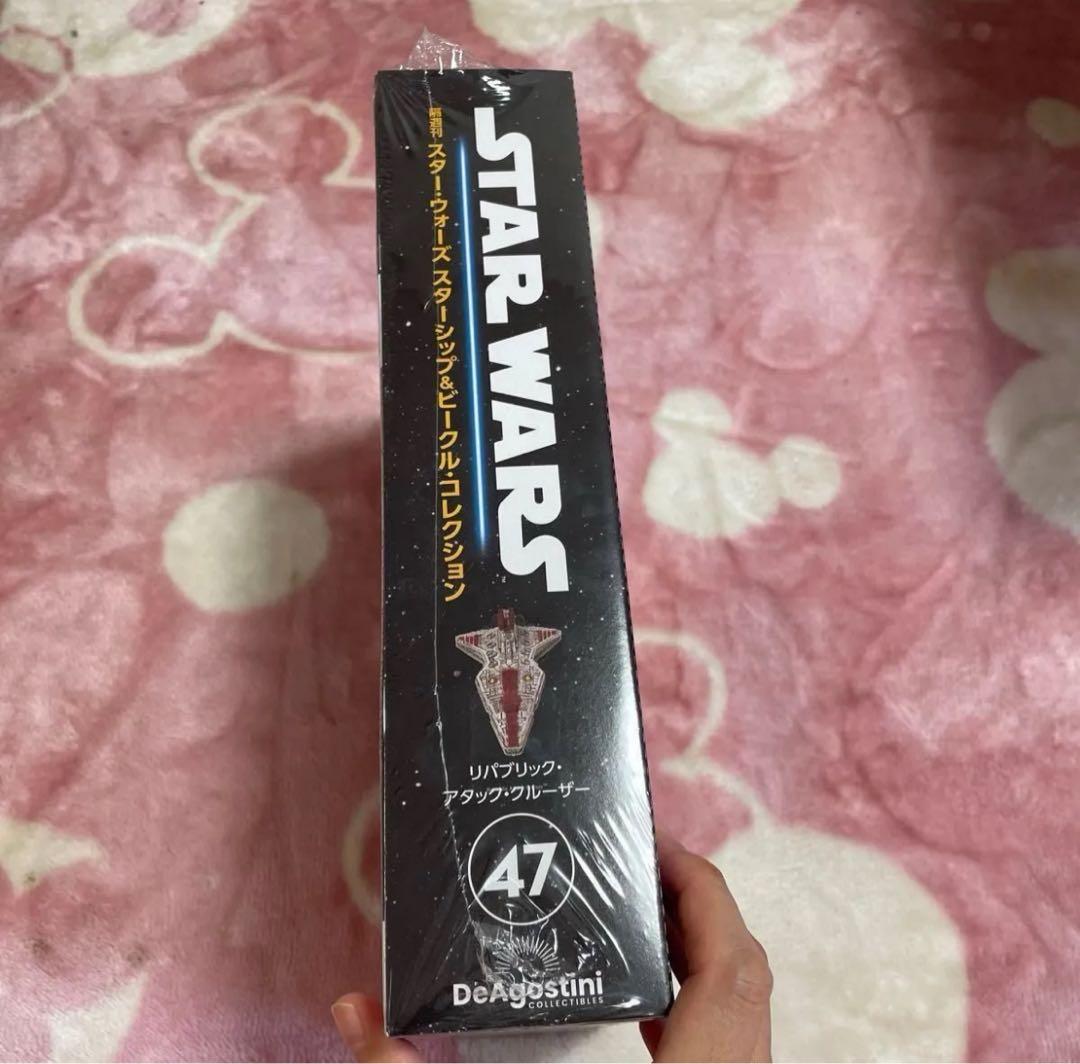 STAR WARS
隔週刊 スター・ウォーズ スターシップ&ビークル・コレクション
リパブリック・
アタック・クルーザー
47
DeAgostini
COLLECTIBLES